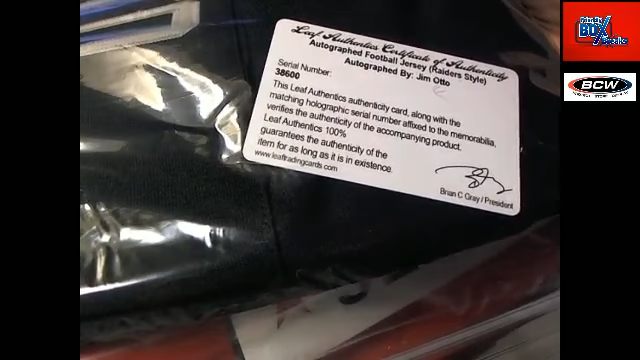 Leaf Authentics Certificate of Authenticity
Autographed Football Jersey (Raiders Style)
Autographed By: Jim Otto
Serial Number:
38600
This Leaf Authentics authenticity card, along with the
matching holographic serial number affixed to the memorabilia,
verifies the authenticity of the accompanying product.
Leaf Authentics 100%
guarantees the authenticity of the
item for as long as it is in existence.
www.leaftradingcards.com
Brian C Gray / President
BOX
BCW